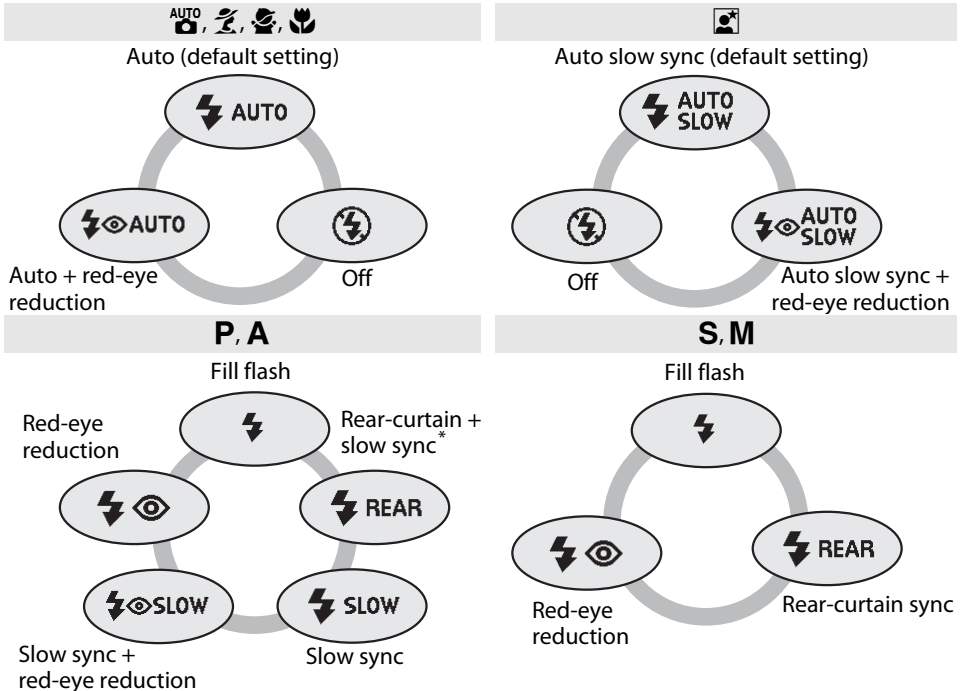 AUTO
Auto (default setting)
AUTO
AUTO
Auto + red-eye
reduction
Off
Auto slow sync (default setting)
AUTO
SLOW
AUTO
SLOW
Off
Auto slow sync +
red-eye reduction
P, A
Fill flash
Red-eye
reduction
Rear-curtain +
slow sync*
REAR
SLOW
SLOW
Slow sync +
red-eye reduction
Slow sync
S, M
Fill flash
REAR
Red-eye
reduction
Rear-curtain sync